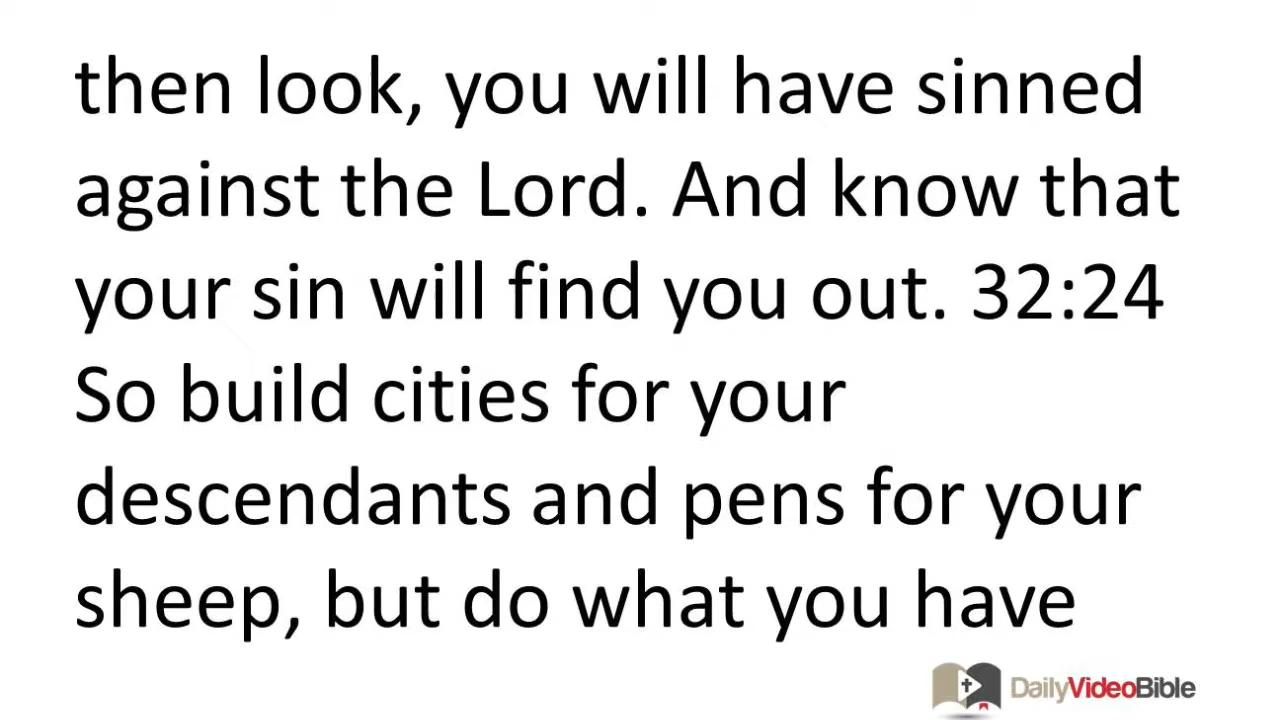 then look, you will have sinned
against the Lord. And know that
your sin will find you out. 32:24
So build cities for your
descendants and pens for your
sheep, but do what you have
DailyVideoBible